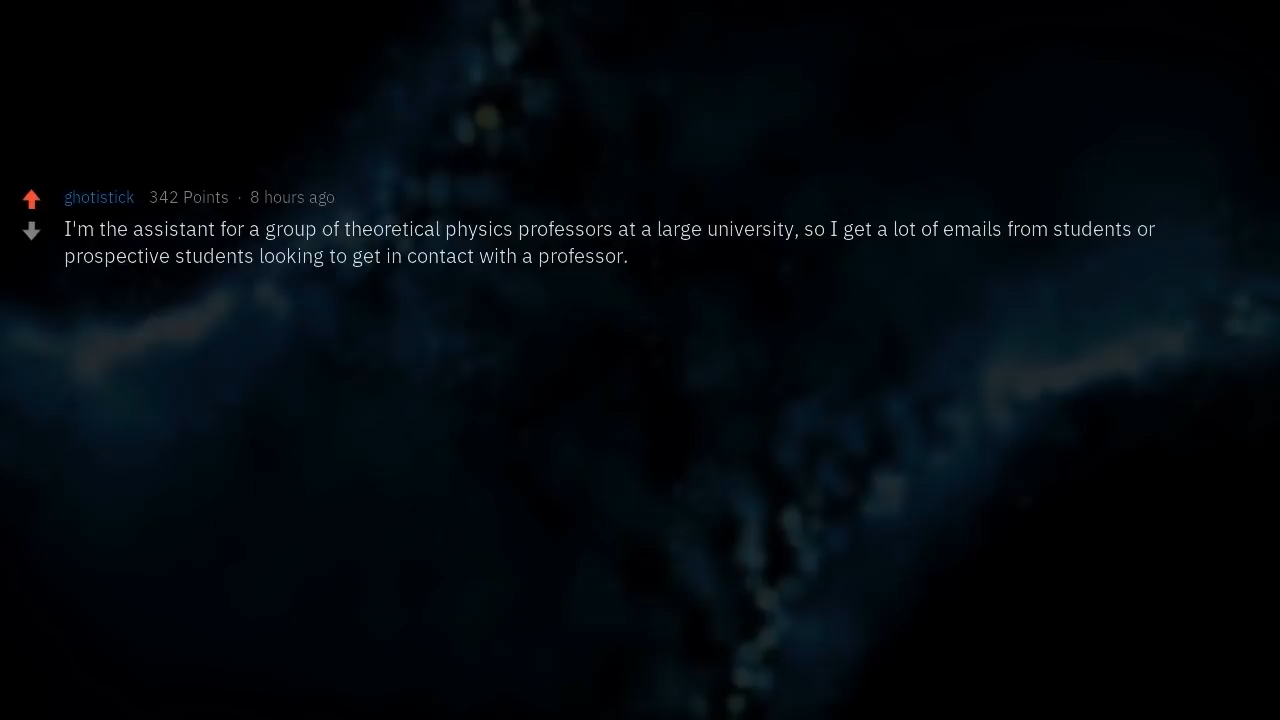 ghotistick 342 Points · 8 hours ago
I'm the assistant for a group of theoretical physics professors at a large university, so I get a lot of emails from students or
prospective students looking to get in contact with a professor.